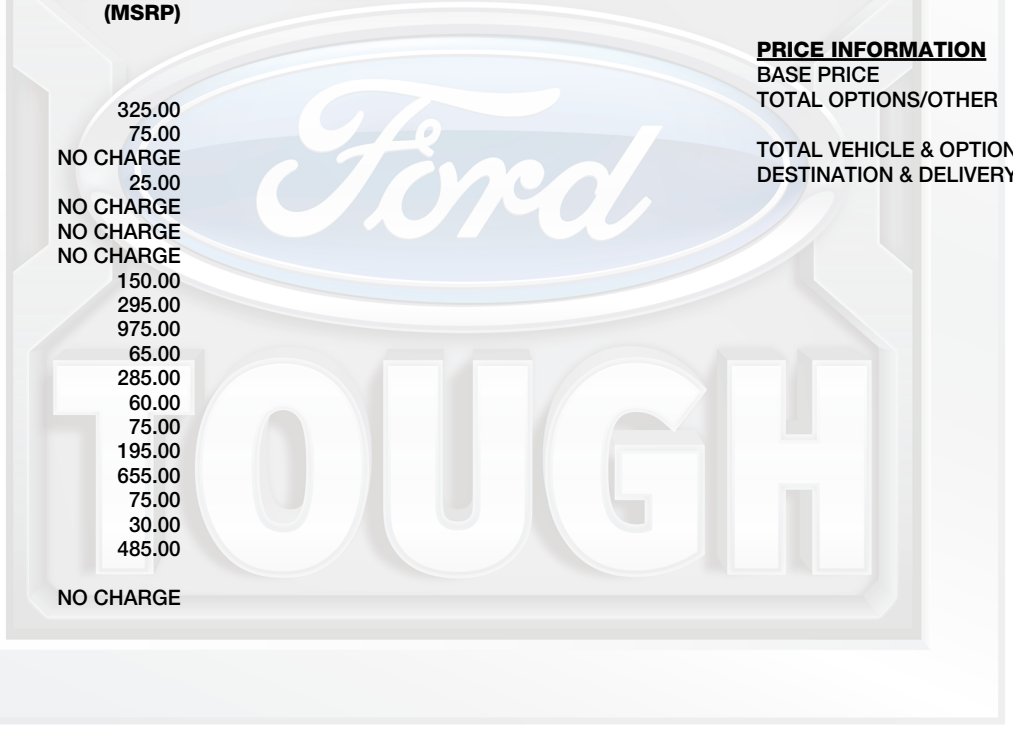 (MSRP)
325.00
75.00
NO CHARGE
25.00
NO CHARGE
NO CHARGE
NO CHARGE
150.00
295.00
975.00
65.00
285.00
60.00
75.00
195.00
655.00
75.00
30.00
485.00
NO CHARGE
PRICE INFORMATION
BASE PRICE
TOTAL OPTIONS/OTHER
TOTAL VEHICLE & OPTION
DESTINATION & DELIVERY
Ford
TOUGH